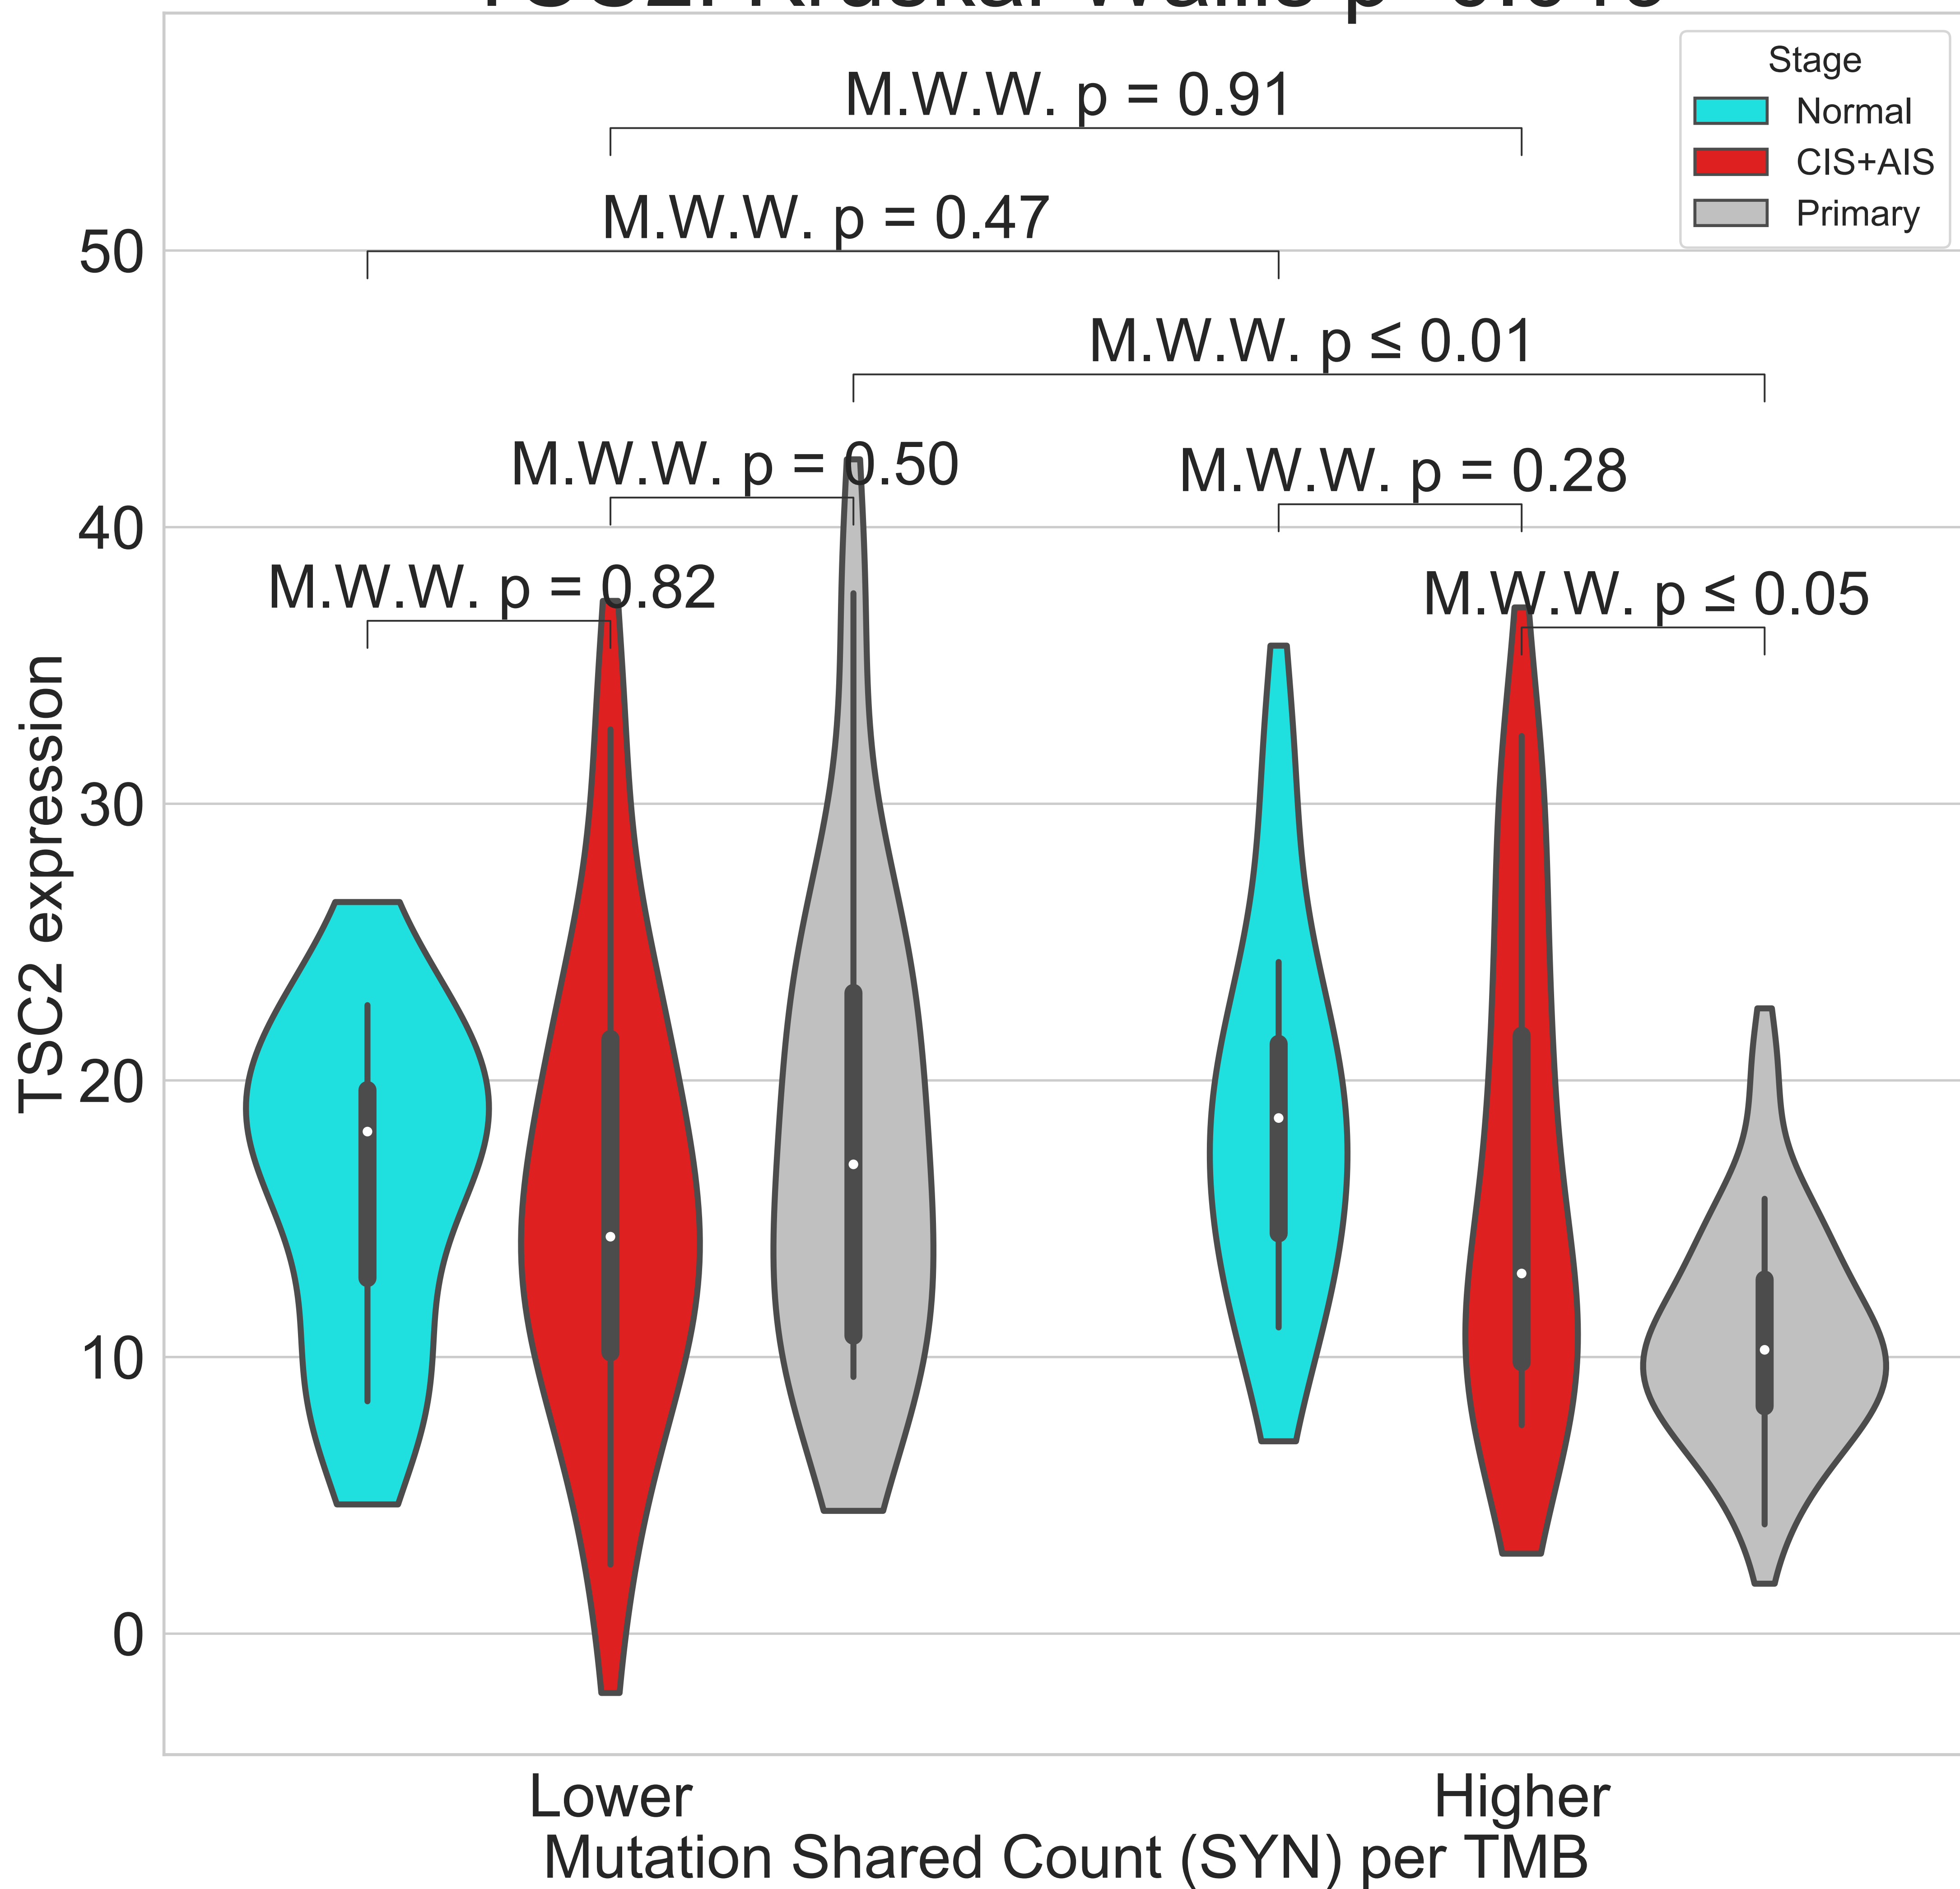 Stage
Normal
CIS+AIS
Primary
M.W.W. p = 0.91
M.W.W. p = 0.47
M.W.W. p ≤ 0.01
M.W.W. p = 0.50
M.W.W. p = 0.28
M.W.W. p = 0.82
M.W.W. p ≤ 0.05
50
40
30
20
10
0
TSC2 expression
Lower
Higher
Mutation Shared Count (SYN) per TMB